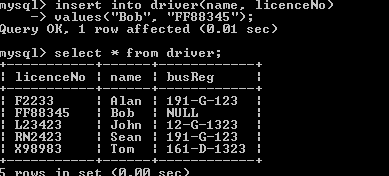 mysql> insert into driver(name, licenceNo)
    -> values("Bob", "FF88345");
Query OK, 1 row affected (0.01 sec)
mysql> select * from driver;
+-----------+------+------------+
| licenceNo | name | busReg     |
+-----------+------+------------+
| F2233     | Alan | 191-G-123  |
| FF88345   | Bob  | NULL       |
| L23423    | John | 12-G-1323  |
| RN2423    | Sean | 191-G-123  |
| X98983    | Tom  | 161-D-1323 |
+-----------+------+------------+
5 rows in set (0.00 sec)